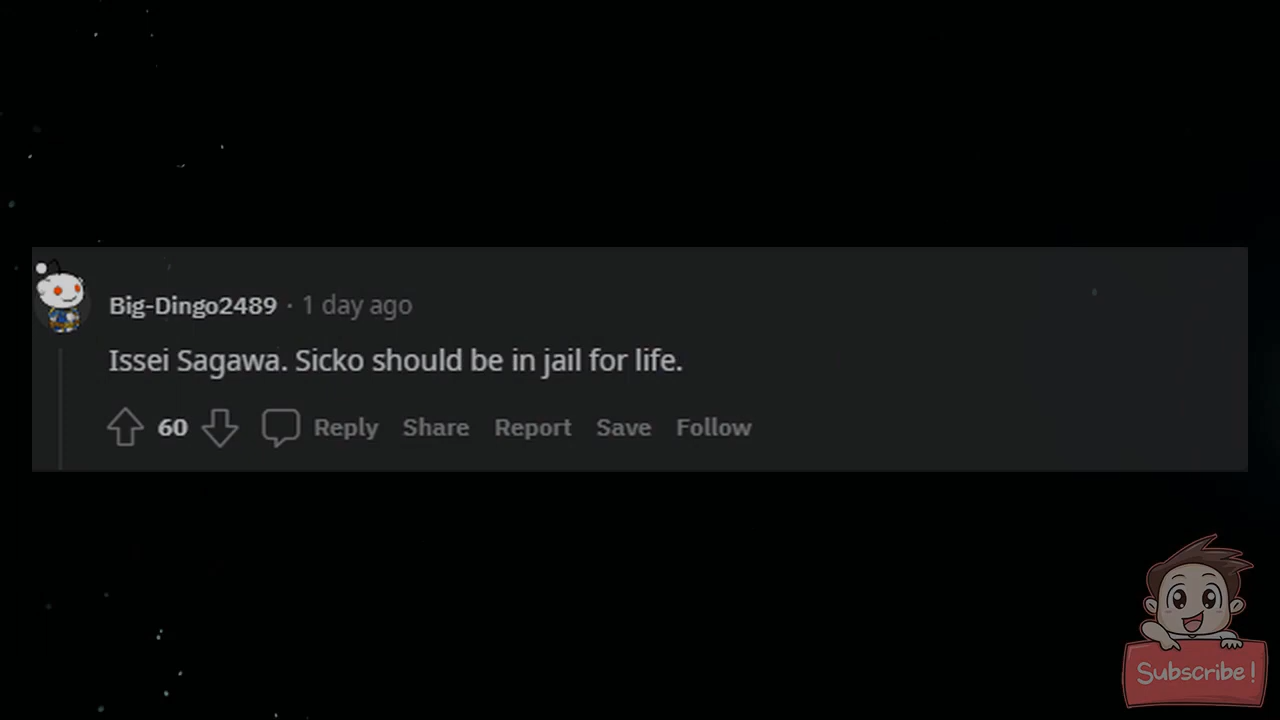 Big-Dingo2489 · 1 day ago
Issei Sagawa. Sicko should be in jail for life.
60 Reply Share Report Save Follow
Subscribe!